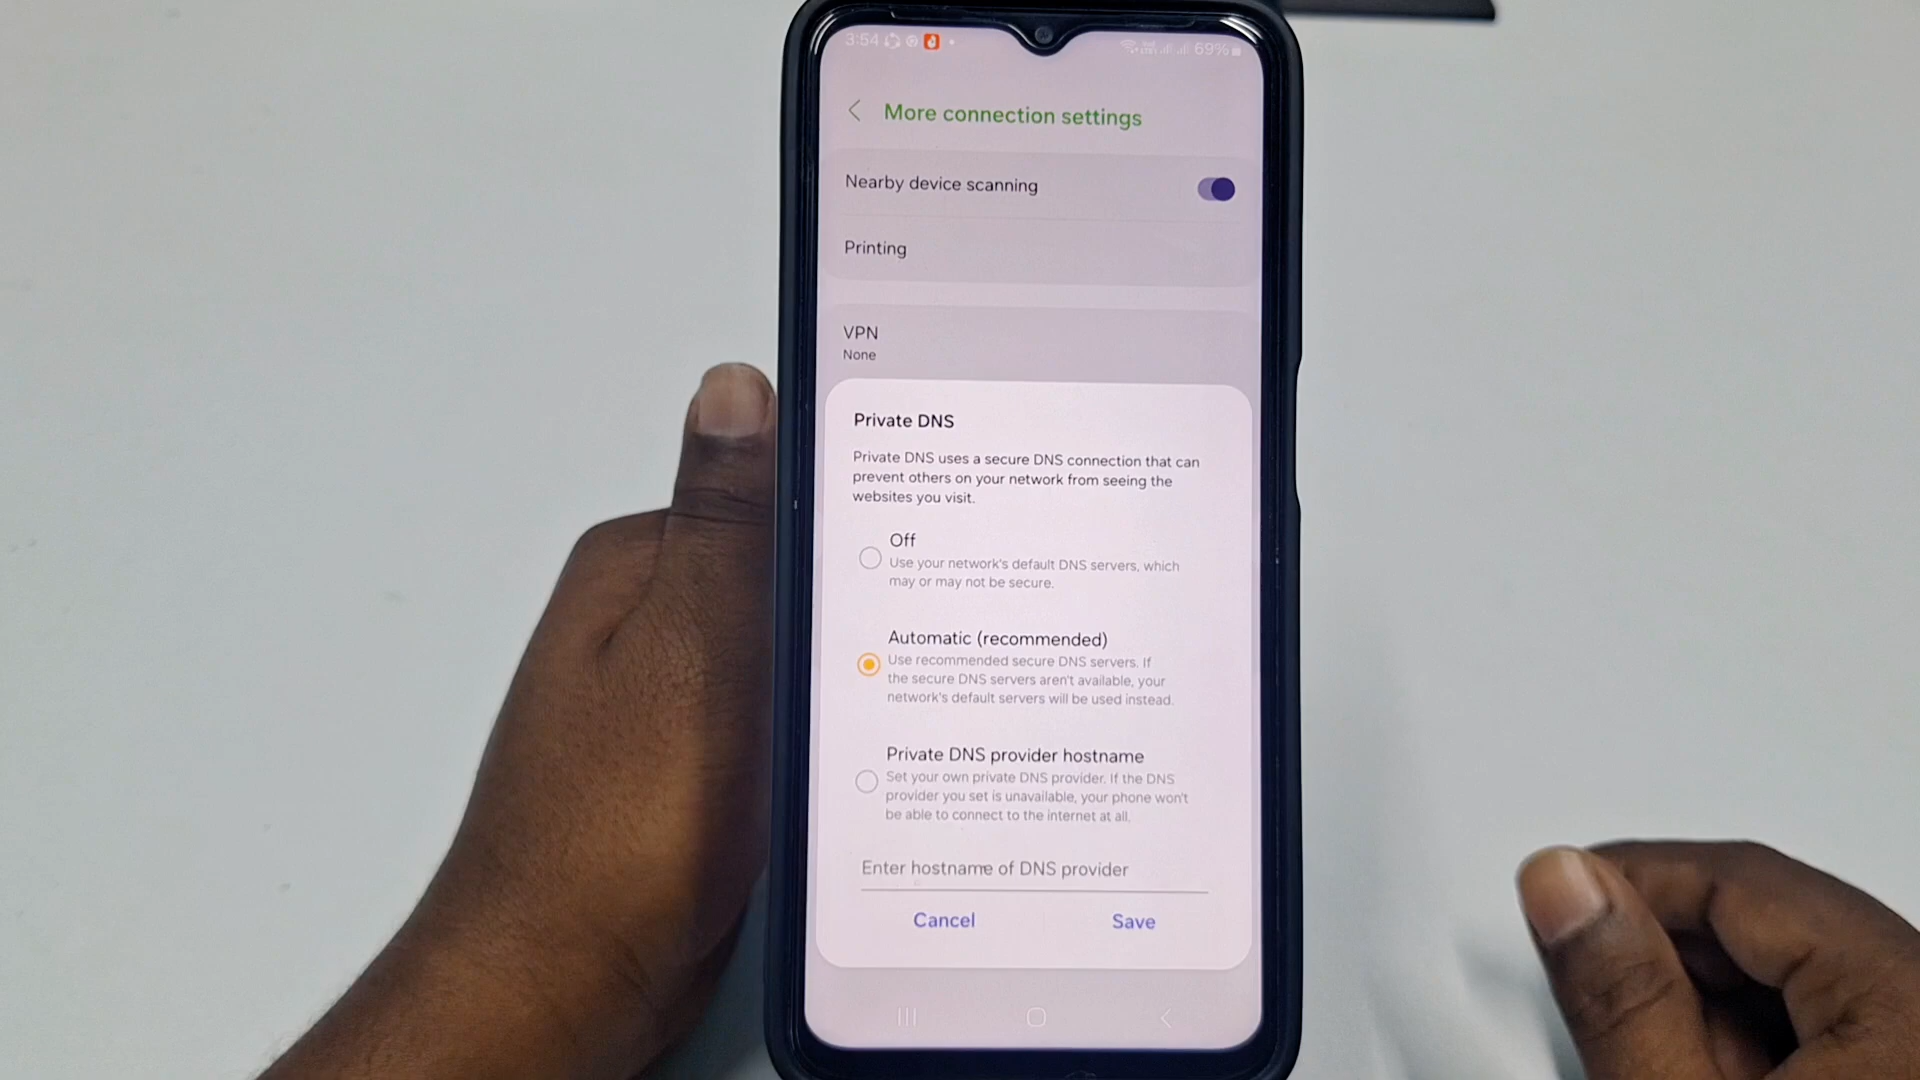 3:54
69%
More connection settings
Nearby device scanning
Printing
VPN
None
Private DNS
Private DNS uses a secure DNS connection that can
prevent others on your network from seeing the
websites you visit.
Off
Use your network's default DNS servers, which
may or may not be secure.
Automatic (recommended)
Use recommended secure DNS servers. If
the secure DNS servers aren't available, your
network's default servers will be used instead.
Private DNS provider hostname
Set your own private DNS provider. If the DNS
provider you set is unavailable, your phone won't
be able to connect to the internet at all.
Enter hostname of DNS provider
Cancel
Save